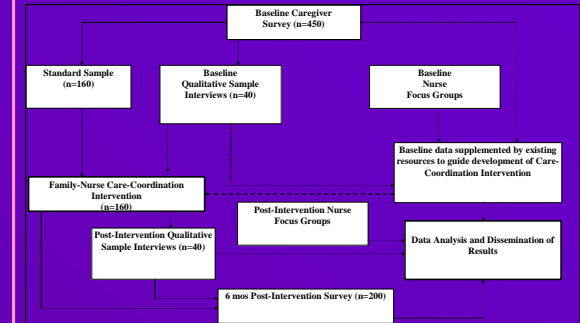 Baseline Caregiver
Survey (n=450)
Standard Sample
(n=160)
Baseline
Qualitative Sample
Interviews (n=40)
Baseline
Nurse
Focus Groups
Baseline data supplemented by existing
resources to guide development of Care-
Coordination Intervention
Family-Nurse Care-Coordination
Intervention
(n=160)
Post-Intervention Nurse
Focus Groups
Post-Intervention Qualitative
Sample Interviews (n=40)
Data Analysis and Dissemination of
Results
6 mos Post-Intervention Survey (n=200)